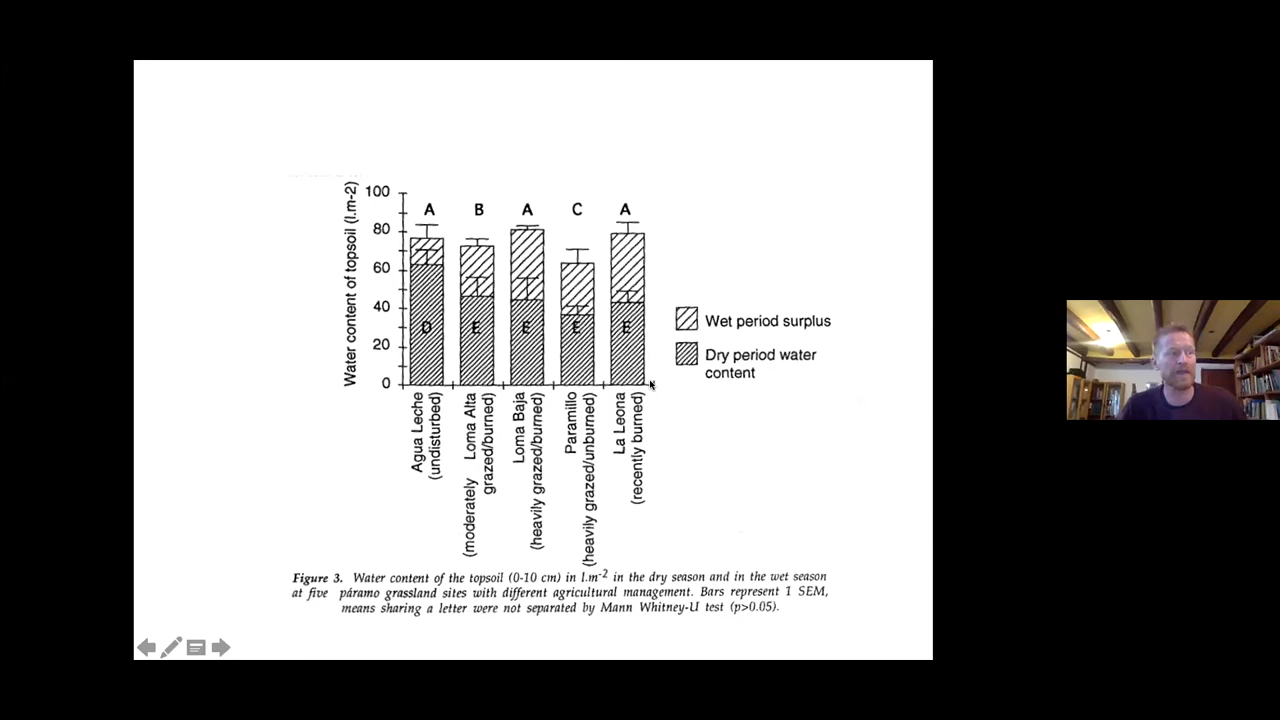 Water content of topsoil (l.m-2)
100
80
60
40
20
0
A
B
A
C
A
D
E
E
E
E
Wet period surplus
Dry period water
content
Agua Leche
(undisturbed)
Loma Alta
(moderately grazed/burned)
Loma Baja
(heavily grazed/burned)
Paramillo
(heavily grazed/unburned)
La Leona
(recently burned)
Figure 3. Water content of the topsoil (0-10 cm) in l.m-2 in the dry season and in the wet season
at five páramo grassland sites with different agricultural management. Bars represent 1 SEM,
means sharing a letter were not separated by Mann Whitney-U test (p>0.05).